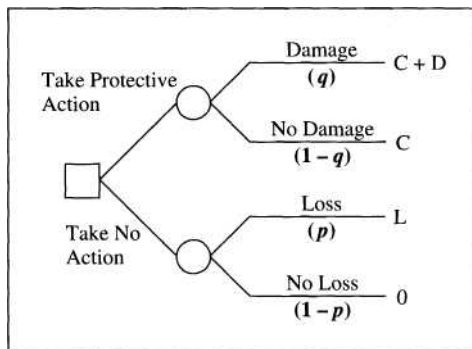 Damage
(q)
C + D
Take Protective
Action
No Damage
(1 – q)
C
Loss
(p)
L
Take No
Action
No Loss
(1 – p)
0